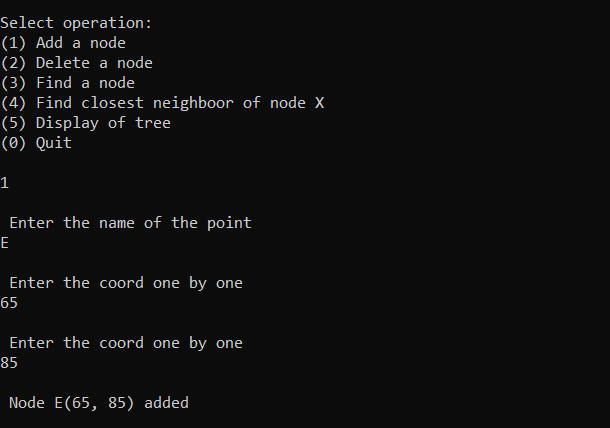 Select operation:
(1) Add a node
(2) Delete a node
(3) Find a node
(4) Find closest neighboor of node X
(5) Display of tree
(0) Quit
1
Enter the name of the point
E
Enter the coord one by one
65
Enter the coord one by one
85
Node E(65, 85) added